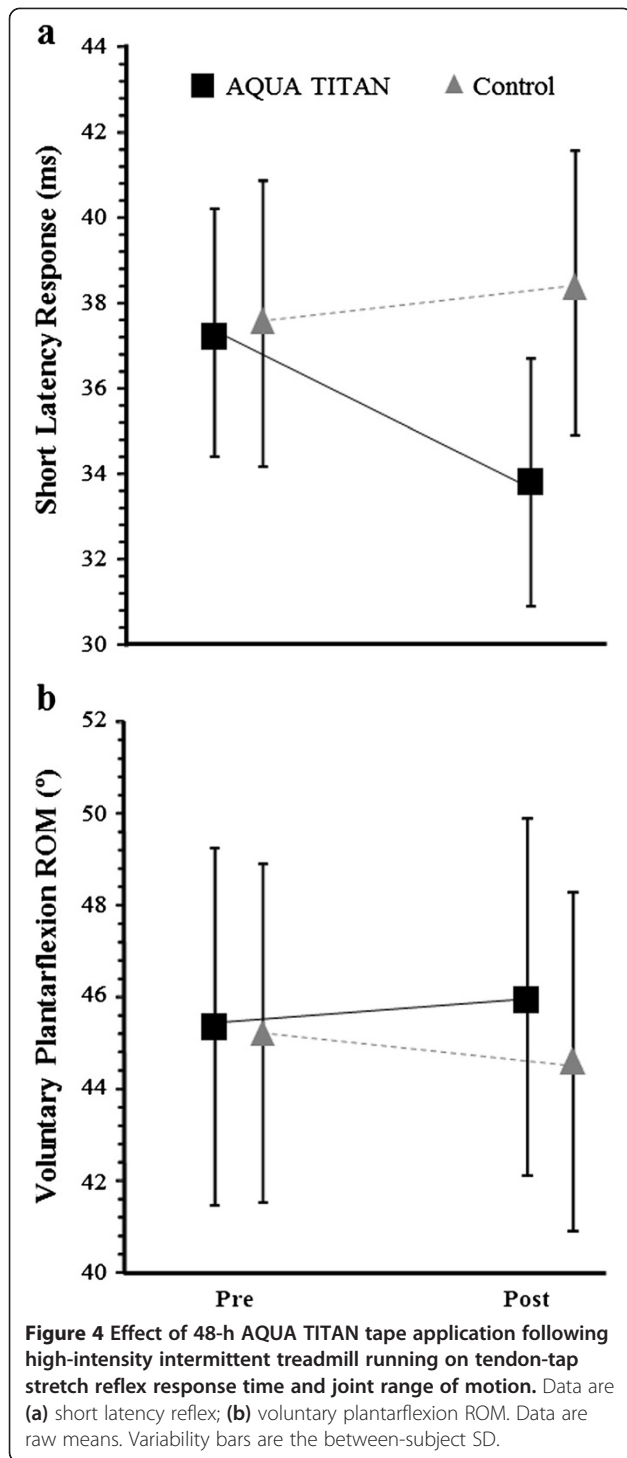 a
44
AQUA TITAN Control
42
40
38
36
34
32
30
Short Latency Response (ms)
b
52
50
48
46
44
42
40
Voluntary Plantarflexion ROM (º)
Pre Post
Figure 4 Effect of 48-h AQUA TITAN tape application following
high-intensity intermittent treadmill running on tendon-tap
stretch reflex response time and joint range of motion. Data are
(a) short latency reflex; (b) voluntary plantarflexion ROM. Data are
raw means. Variability bars are the between-subject SD.